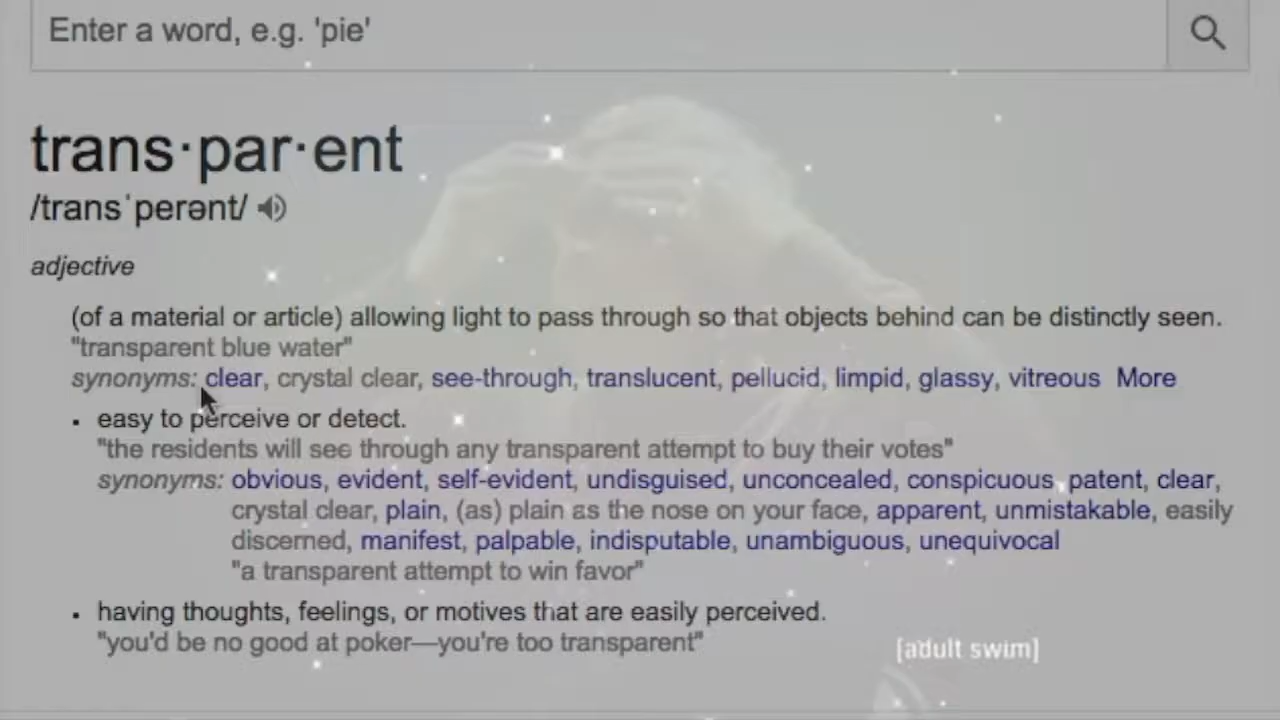 Enter a word, e.g. 'pie'
trans·par·ent
/transˈperənt/
adjective
(of a material or article) allowing light to pass through so that objects behind can be distinctly seen.
"transparent blue water"
synonyms: clear, crystal clear, see-through, translucent, pellucid, limpid, glassy, vitreous More
• easy to perceive or detect.
"the residents will see through any transparent attempt to buy their votes"
synonyms: obvious, evident, self-evident, undisguised, unconcealed, conspicuous, patent, clear,
crystal clear, plain, (as) plain as the nose on your face, apparent, unmistakable, easily
discerned, manifest, palpable, indisputable, unambiguous, unequivocal
"a transparent attempt to win favor"
• having thoughts, feelings, or motives that are easily perceived.
"you'd be no good at poker—you're too transparent"
[adult swim]